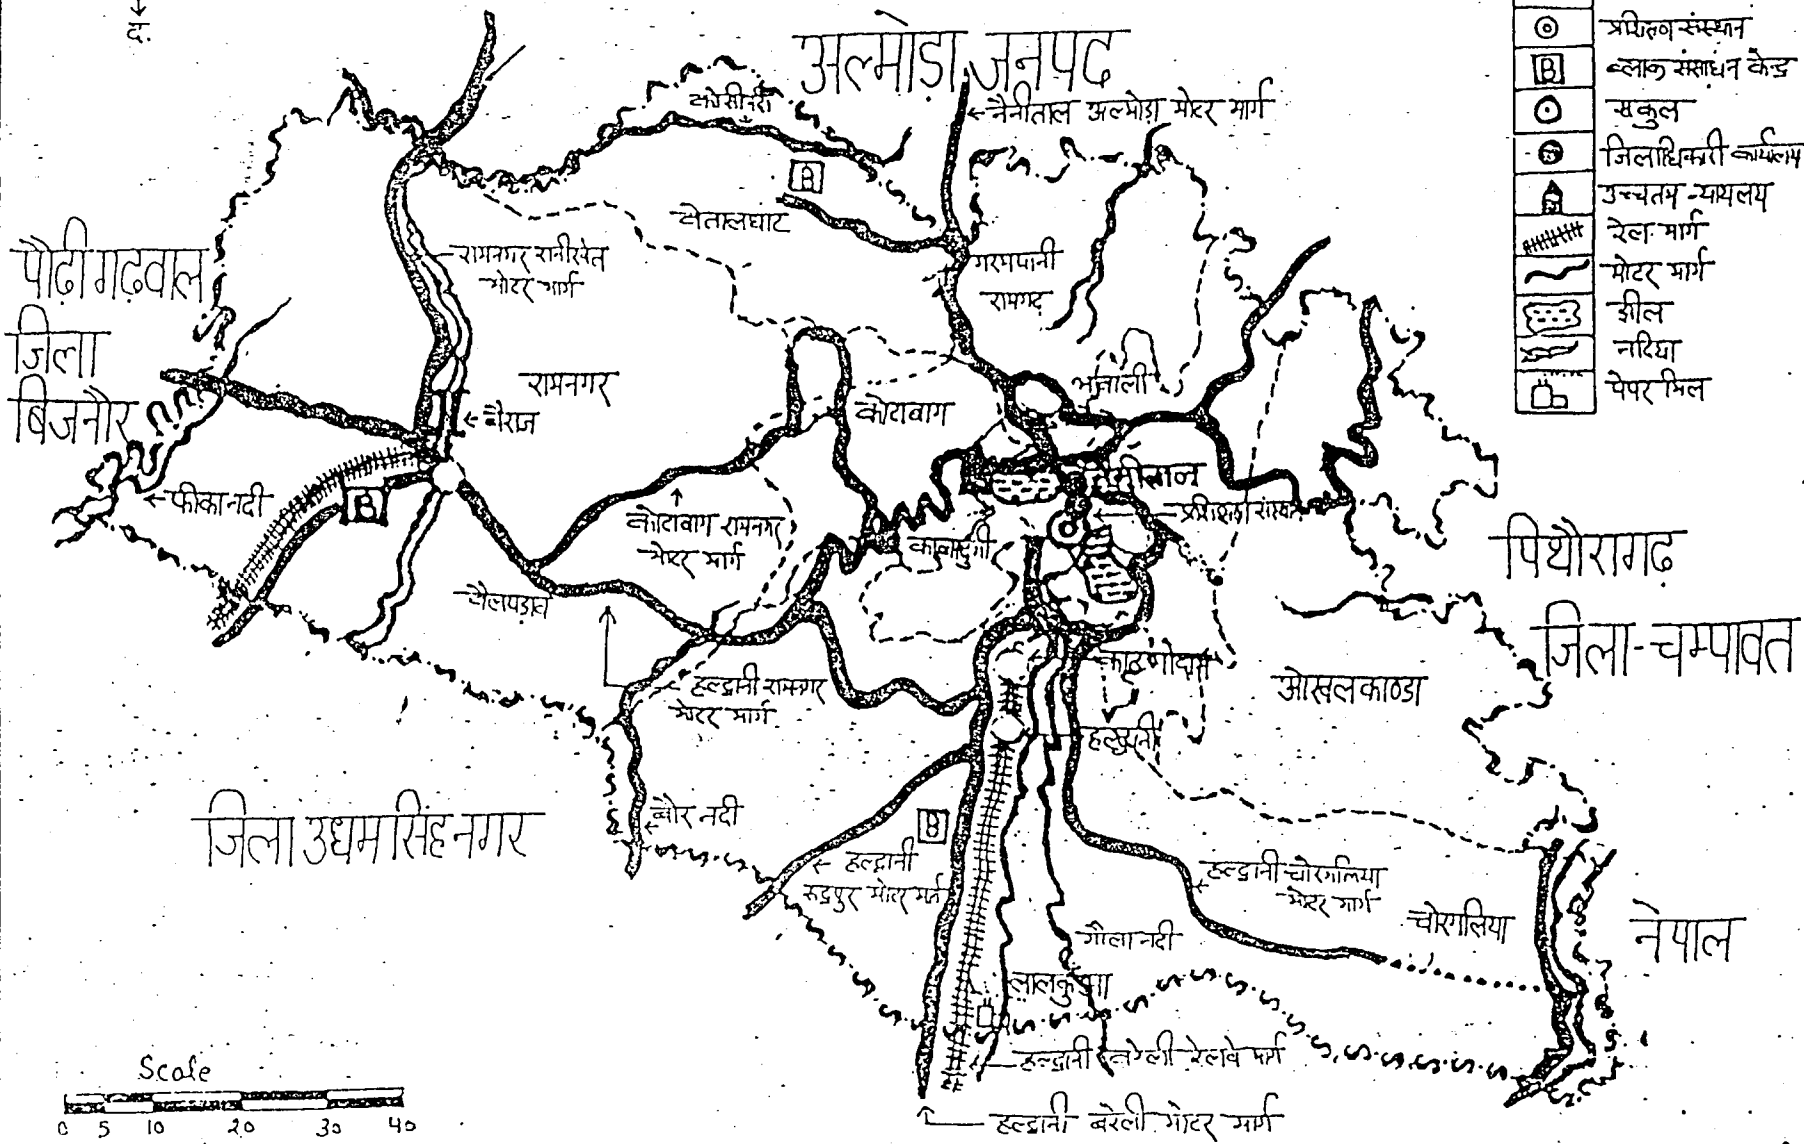 द.
अल्मोड़ा जनपद
प्रशिक्षण संस्थान
B ब्लाक संसाधन केन्द्र
सकुल
जिलाधिकारी कार्यालय
उच्चतम न्यायलय
रेल मार्ग
मोटर मार्ग
झील
नदिया
पेपर मिल
कोसी नदी
नैनीताल अल्मोड़ा मोटर मार्ग
B
बेतालघाट
पौढ़ी गढ़वाल
रामनगर रानीखेत
मोटर मार्ग
गरमपानी
रामगढ़
जिला
बिजनौर
रामनगर
बैराज
कोटाबाग
भवाली
नैनीताल
फीका नदी
B
कोटाबाग रामनगर
मोटर मार्ग
कालाढूंगी
प्रशिक्षण संस्थान
पिथौरागढ़
बैलपड़ाव
जिला-चम्पावत
काठगोदाम
हल्द्वानी रामनगर
मोटर मार्ग
ओखलकाण्डा
हल्द्वानी
जिला उधमसिंह नगर
बौर नदी
B
हल्द्वानी
रुद्रपुर मोटर मार्ग
हल्द्वानी चोरगलिया
मोटर मार्ग
चोरगलिया
नेपाल
गौला नदी
लालकुआ
हल्द्वानी बरेली रेलवे मार्ग
हल्द्वानी बरेली मोटर मार्ग
Scale
0 5 10 20 30 40